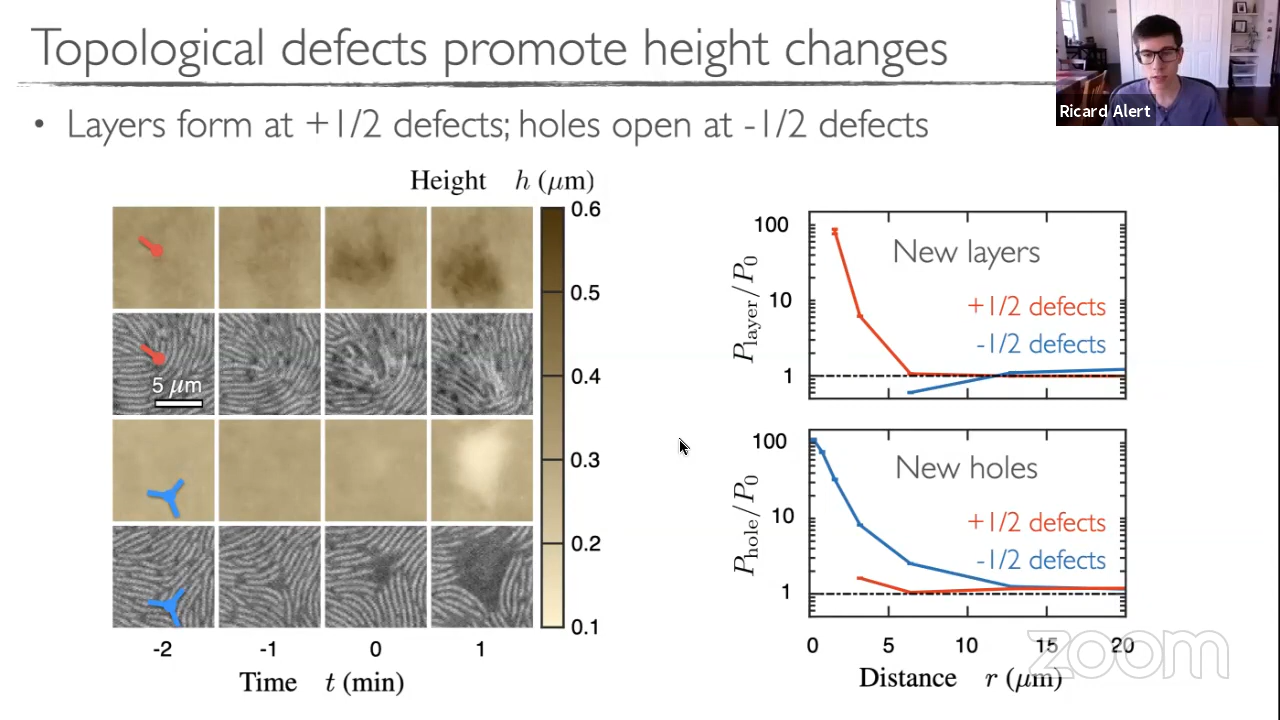 Topological defects promote height changes
Ricard Alert
• Layers form at +1/2 defects; holes open at -1/2 defects
Height h (μm)
0.6
0.5
0.4
0.3
0.2
0.1
5 μm
-2 -1 0 1
Time t (min)
P_layer/P_0
100
10
1
New layers
+1/2 defects
-1/2 defects
P_hole/P_0
100
10
1
New holes
+1/2 defects
-1/2 defects
0 5 10 15 20
Distance r (μm)
zoom